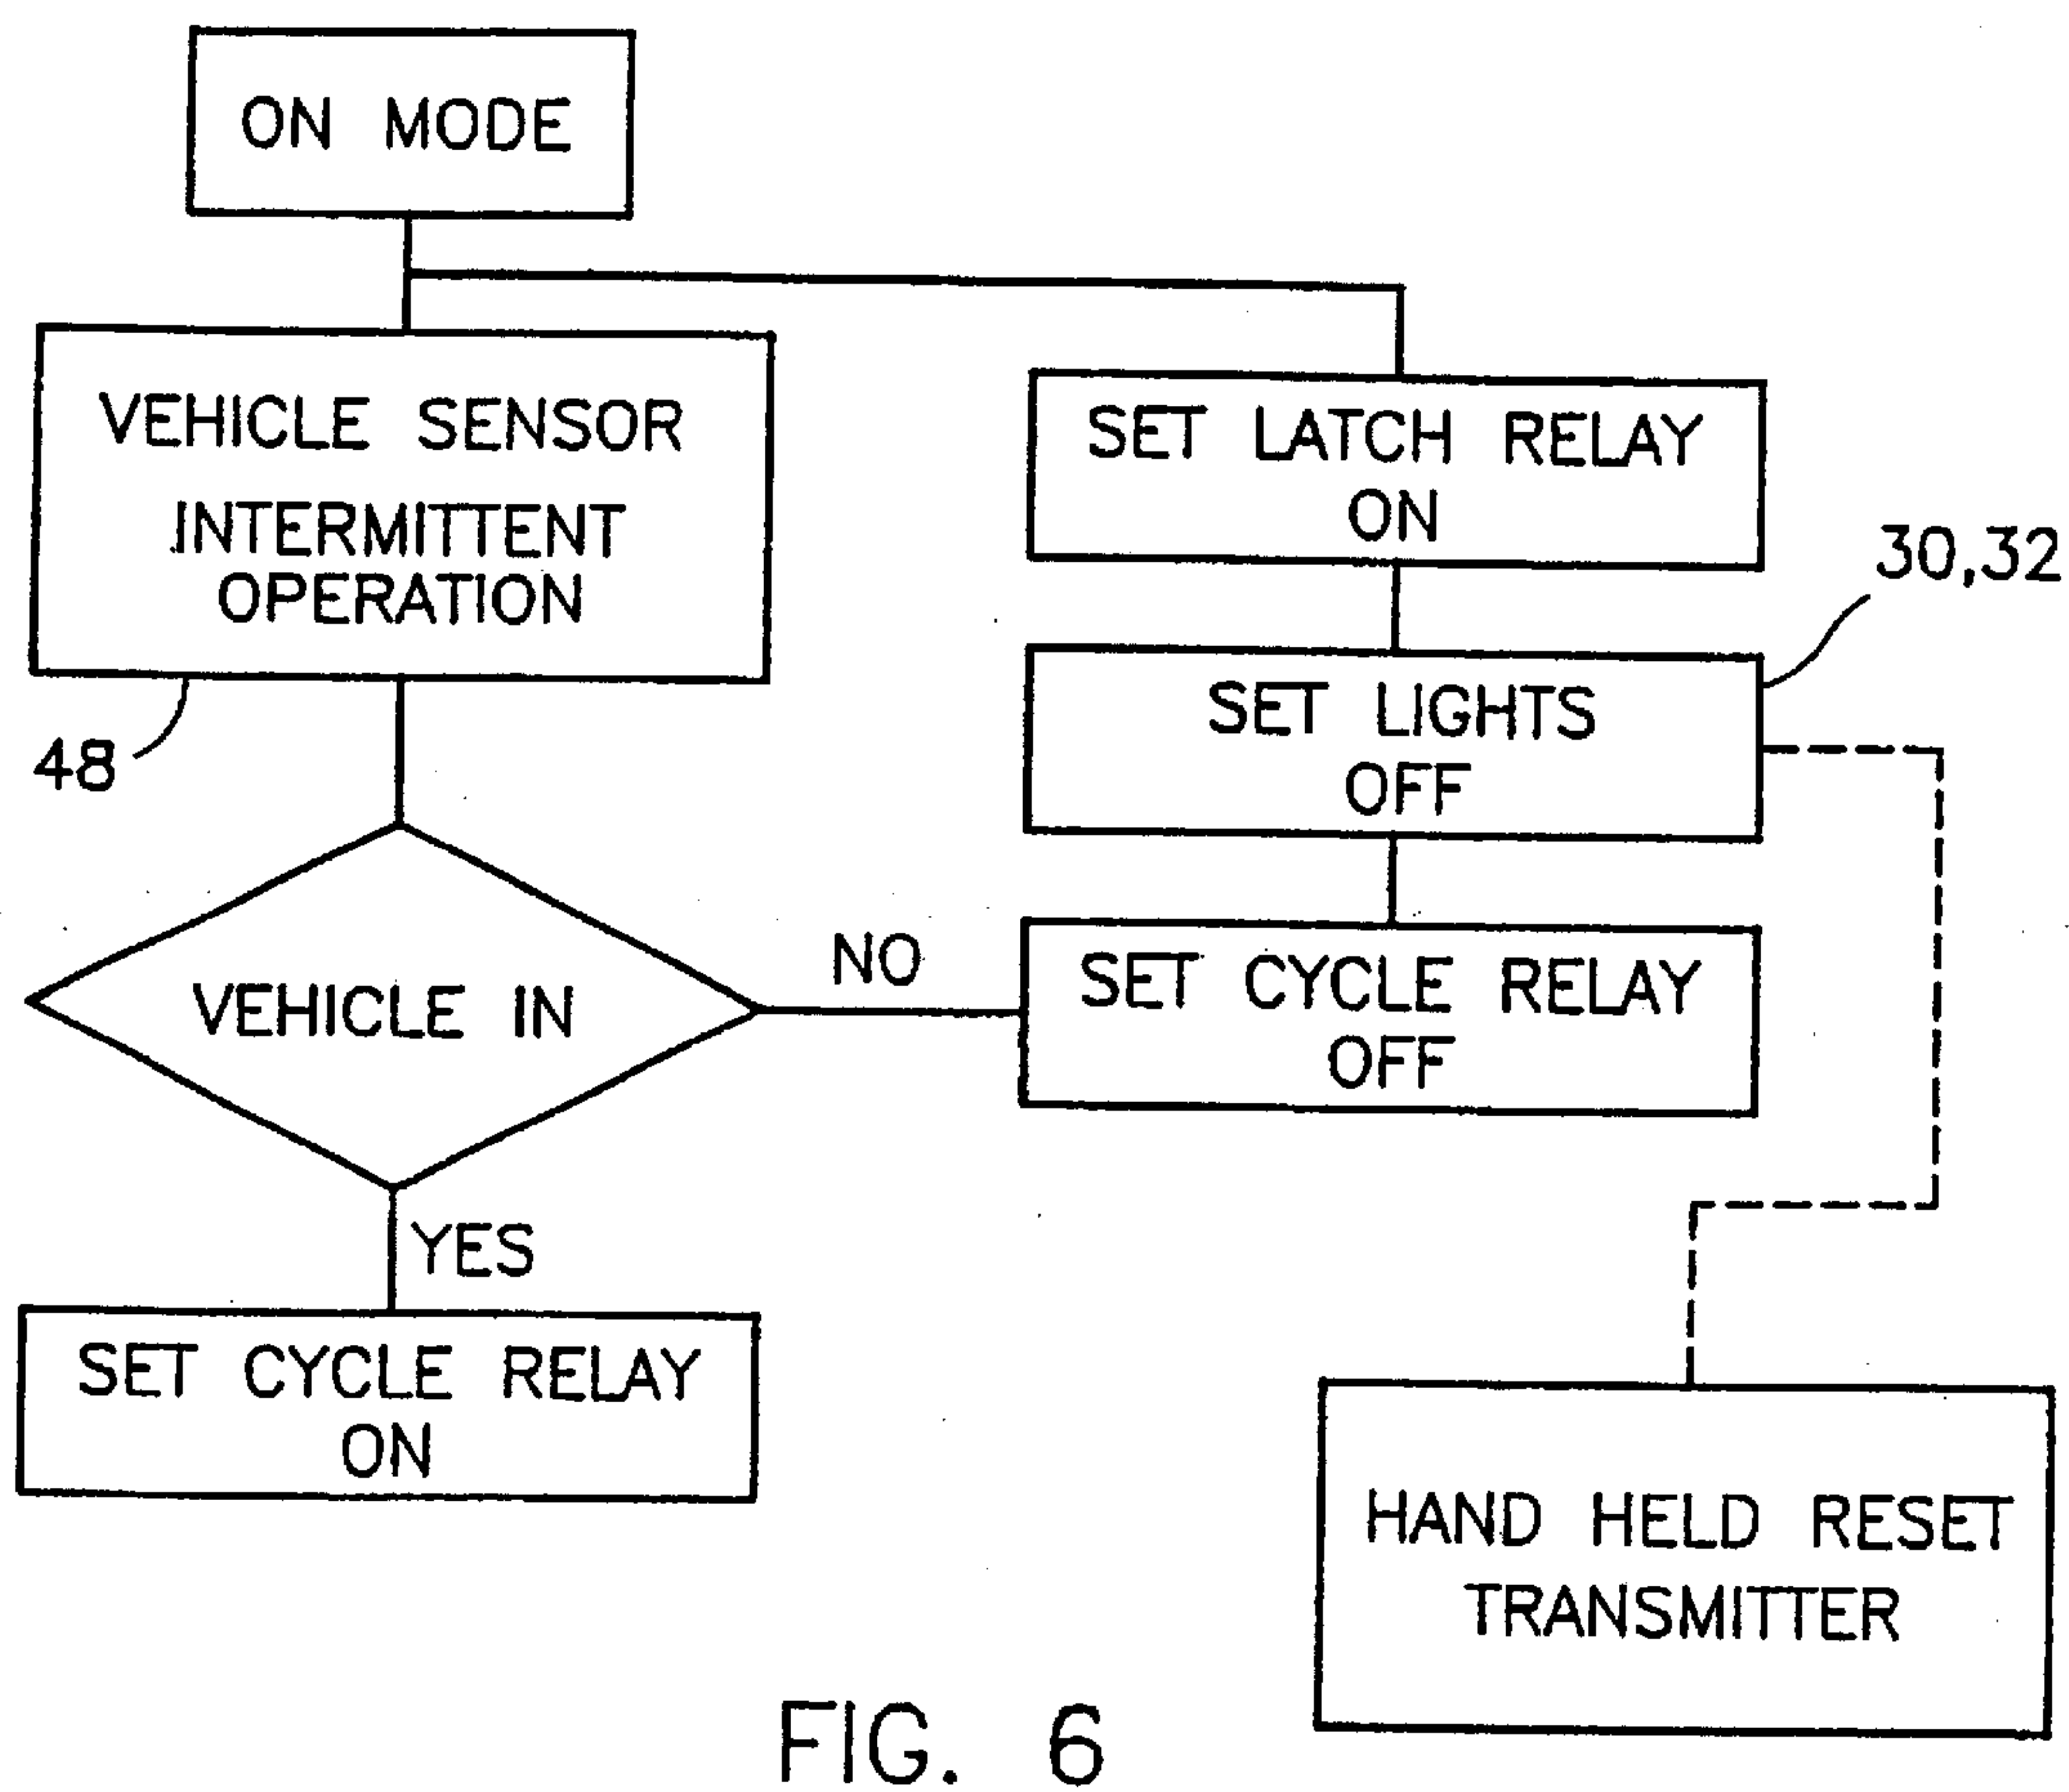 ON MODE
VEHICLE SENSOR
INTERMITTENT
OPERATION
48
SET LATCH RELAY
ON
30,32
SET LIGHTS
OFF
VEHICLE IN
NO
SET CYCLE RELAY
OFF
YES
SET CYCLE RELAY
ON
HAND HELD RESET
TRANSMITTER
FIG. 6